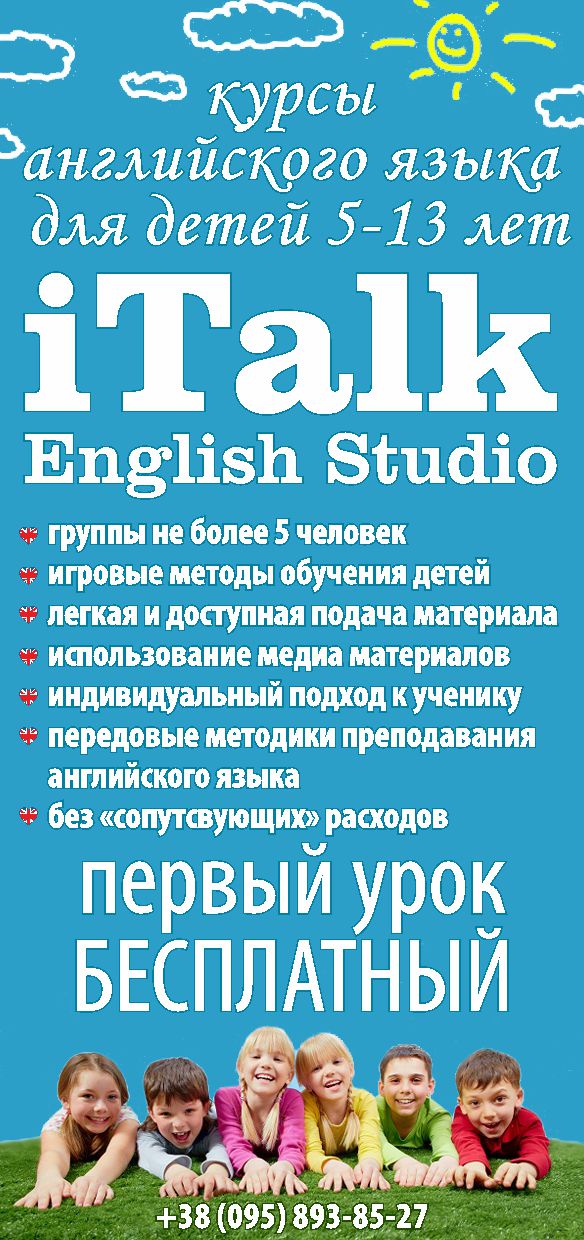 курсы
английского языка
для детей 5-13 лет
iTalk
English Studio
группы не более 5 человек
игровые методы обучения детей
легкая и доступная подача материала
использование медиа материалов
индивидуальный подход к ученику
передовые методики преподавания
английского языка
без «сопутсвующих» расходов
первый урок
БЕСПЛАТНЫЙ
+38 (095) 893-85-27